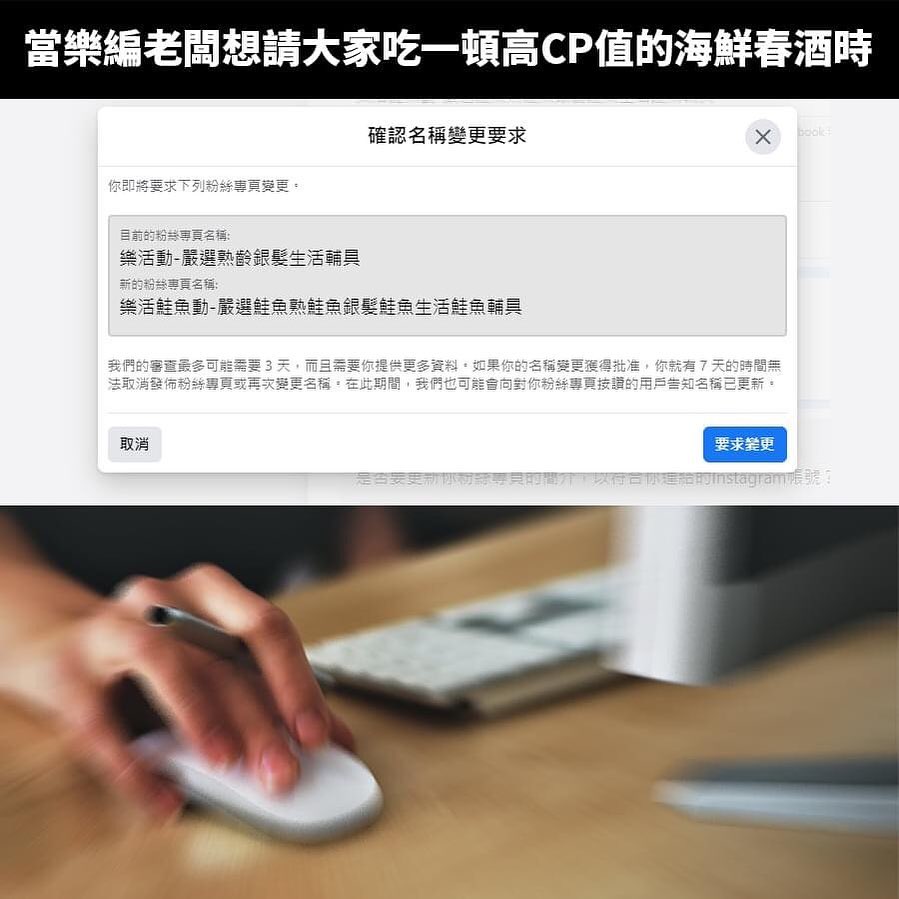 當樂編老闆想請大家吃一頓高CP值的海鮮春酒時
確認名稱變更要求
你即將要求下列粉絲專頁變更。
目前的粉絲專頁名稱:
樂活動-嚴選熟齡銀髮生活輔具
新的粉絲專頁名稱:
樂活鮭魚動-嚴選鮭魚熟鮭魚銀髮鮭魚生活鮭魚輔具
我們的審查最多可能需要 3 天，而且需要你提供更多資料。如果你的名稱變更獲得批准，你就有 7 天的時間無
法取消發佈粉絲專頁或再次變更名稱。在此期間，我們也可能會向對你粉絲專頁按讚的用戶告知名稱已更新。
取消
要求變更
是否要更新你粉絲專頁的簡介，以符合你連結的Instagram帳號？